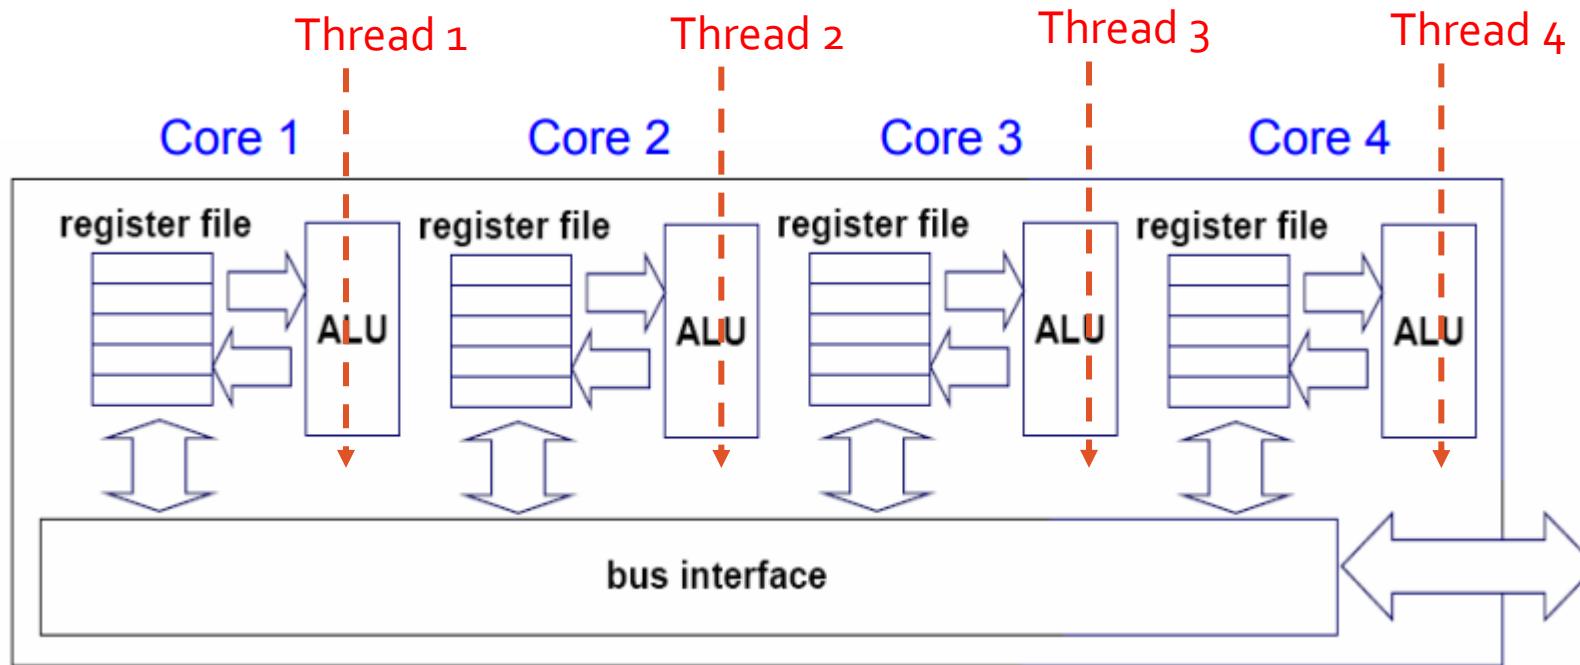 Thread 1 Thread 2 Thread 3 Thread 4
Core 1 Core 2 Core 3 Core 4
register file register file register file register file
ALU ALU ALU ALU
bus interface